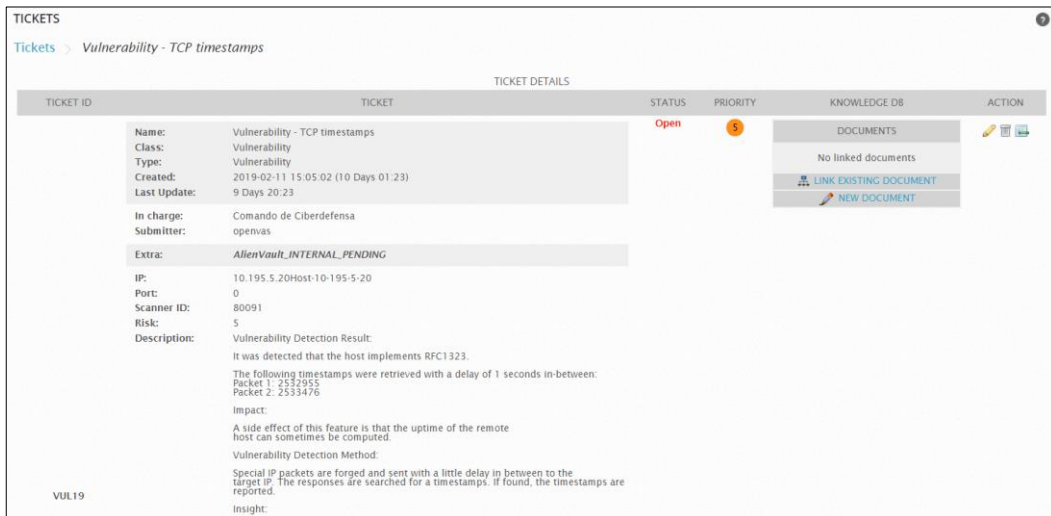 TICKETS
Tickets > Vulnerability - TCP timestamps
TICKET DETAILS
TICKET ID TICKET STATUS PRIORITY KNOWLEDGE DB ACTION
Name: Vulnerability - TCP timestamps
Class: Vulnerability
Type: Vulnerability
Created: 2019-02-11 15:05:02 (10 Days 01:23)
Last Update: 9 Days 20:23
In charge: Comando de Ciberdefensa
Submitter: openvas
Extra: AlienVault_INTERNAL_PENDING
IP: 10.195.5.20Host-10-195-5-20
Port: 0
Scanner ID: 80091
Risk: 5
Description: Vulnerability Detection Result:
It was detected that the host implements RFC1323.
The following timestamps were retrieved with a delay of 1 seconds in-between:
Packet 1: 2532955
Packet 2: 2533476
Impact:
A side effect of this feature is that the uptime of the remote
host can sometimes be computed.
Vulnerability Detection Method:
Special IP packets are forged and sent with a little delay in between to the
target IP. The responses are searched for a timestamps. If found, the timestamps are
reported.
VUL19
Insight:
Open
5
DOCUMENTS
No linked documents
LINK EXISTING DOCUMENT
NEW DOCUMENT